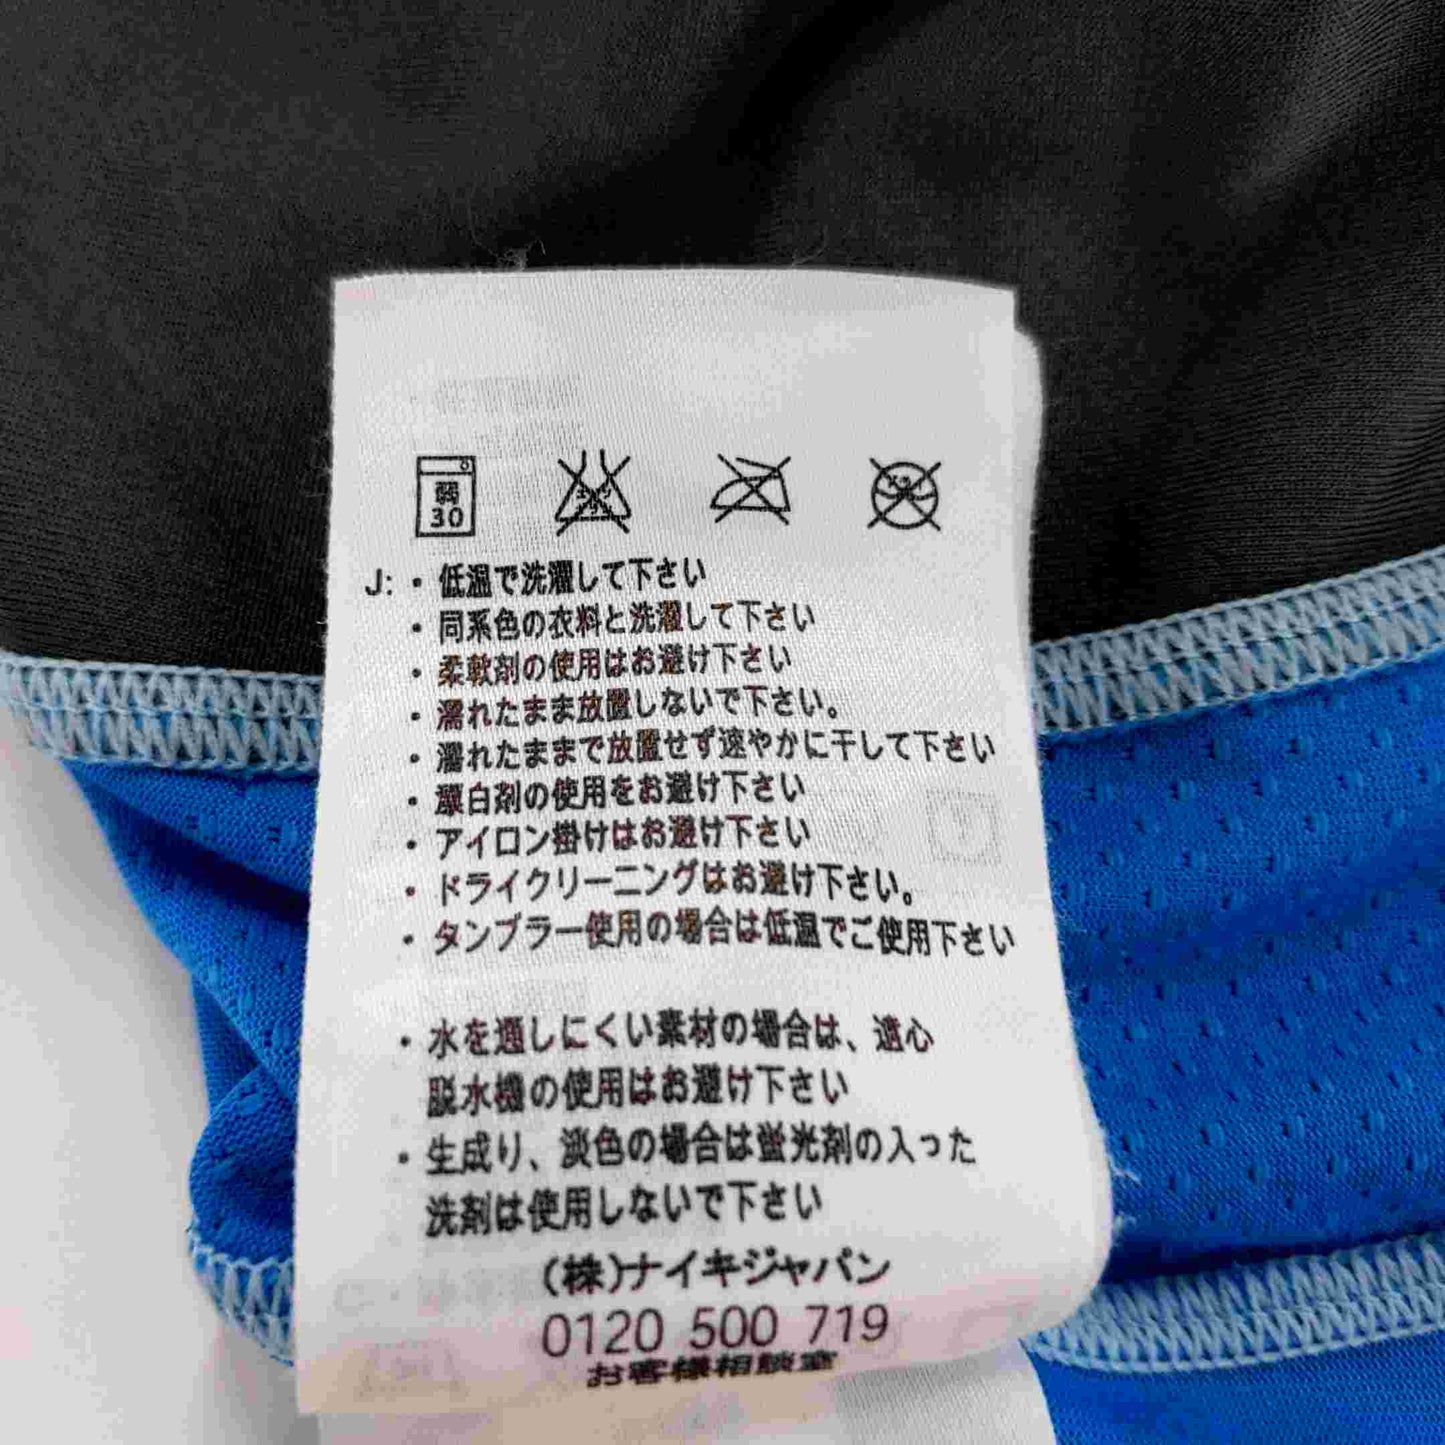 弱
30
J: ・低温で洗濯して下さい
・同系色の衣料と洗濯して下さい
・柔軟剤の使用はお避け下さい
・濡れたまま放置しないで下さい。
・濡れたままで放置せず速やかに干して下さい
・漂白剤の使用をお避け下さい
・アイロン掛けはお避け下さい
・ドライクリーニングはお避け下さい。
・タンブラー使用の場合は低温でご使用下さい
・水を通しにくい素材の場合は、遠心
脱水機の使用はお避け下さい
・生成り、淡色の場合は蛍光剤の入った
洗剤は使用しないで下さい
(株)ナイキジャパン
0120 500 719
お客様相談室